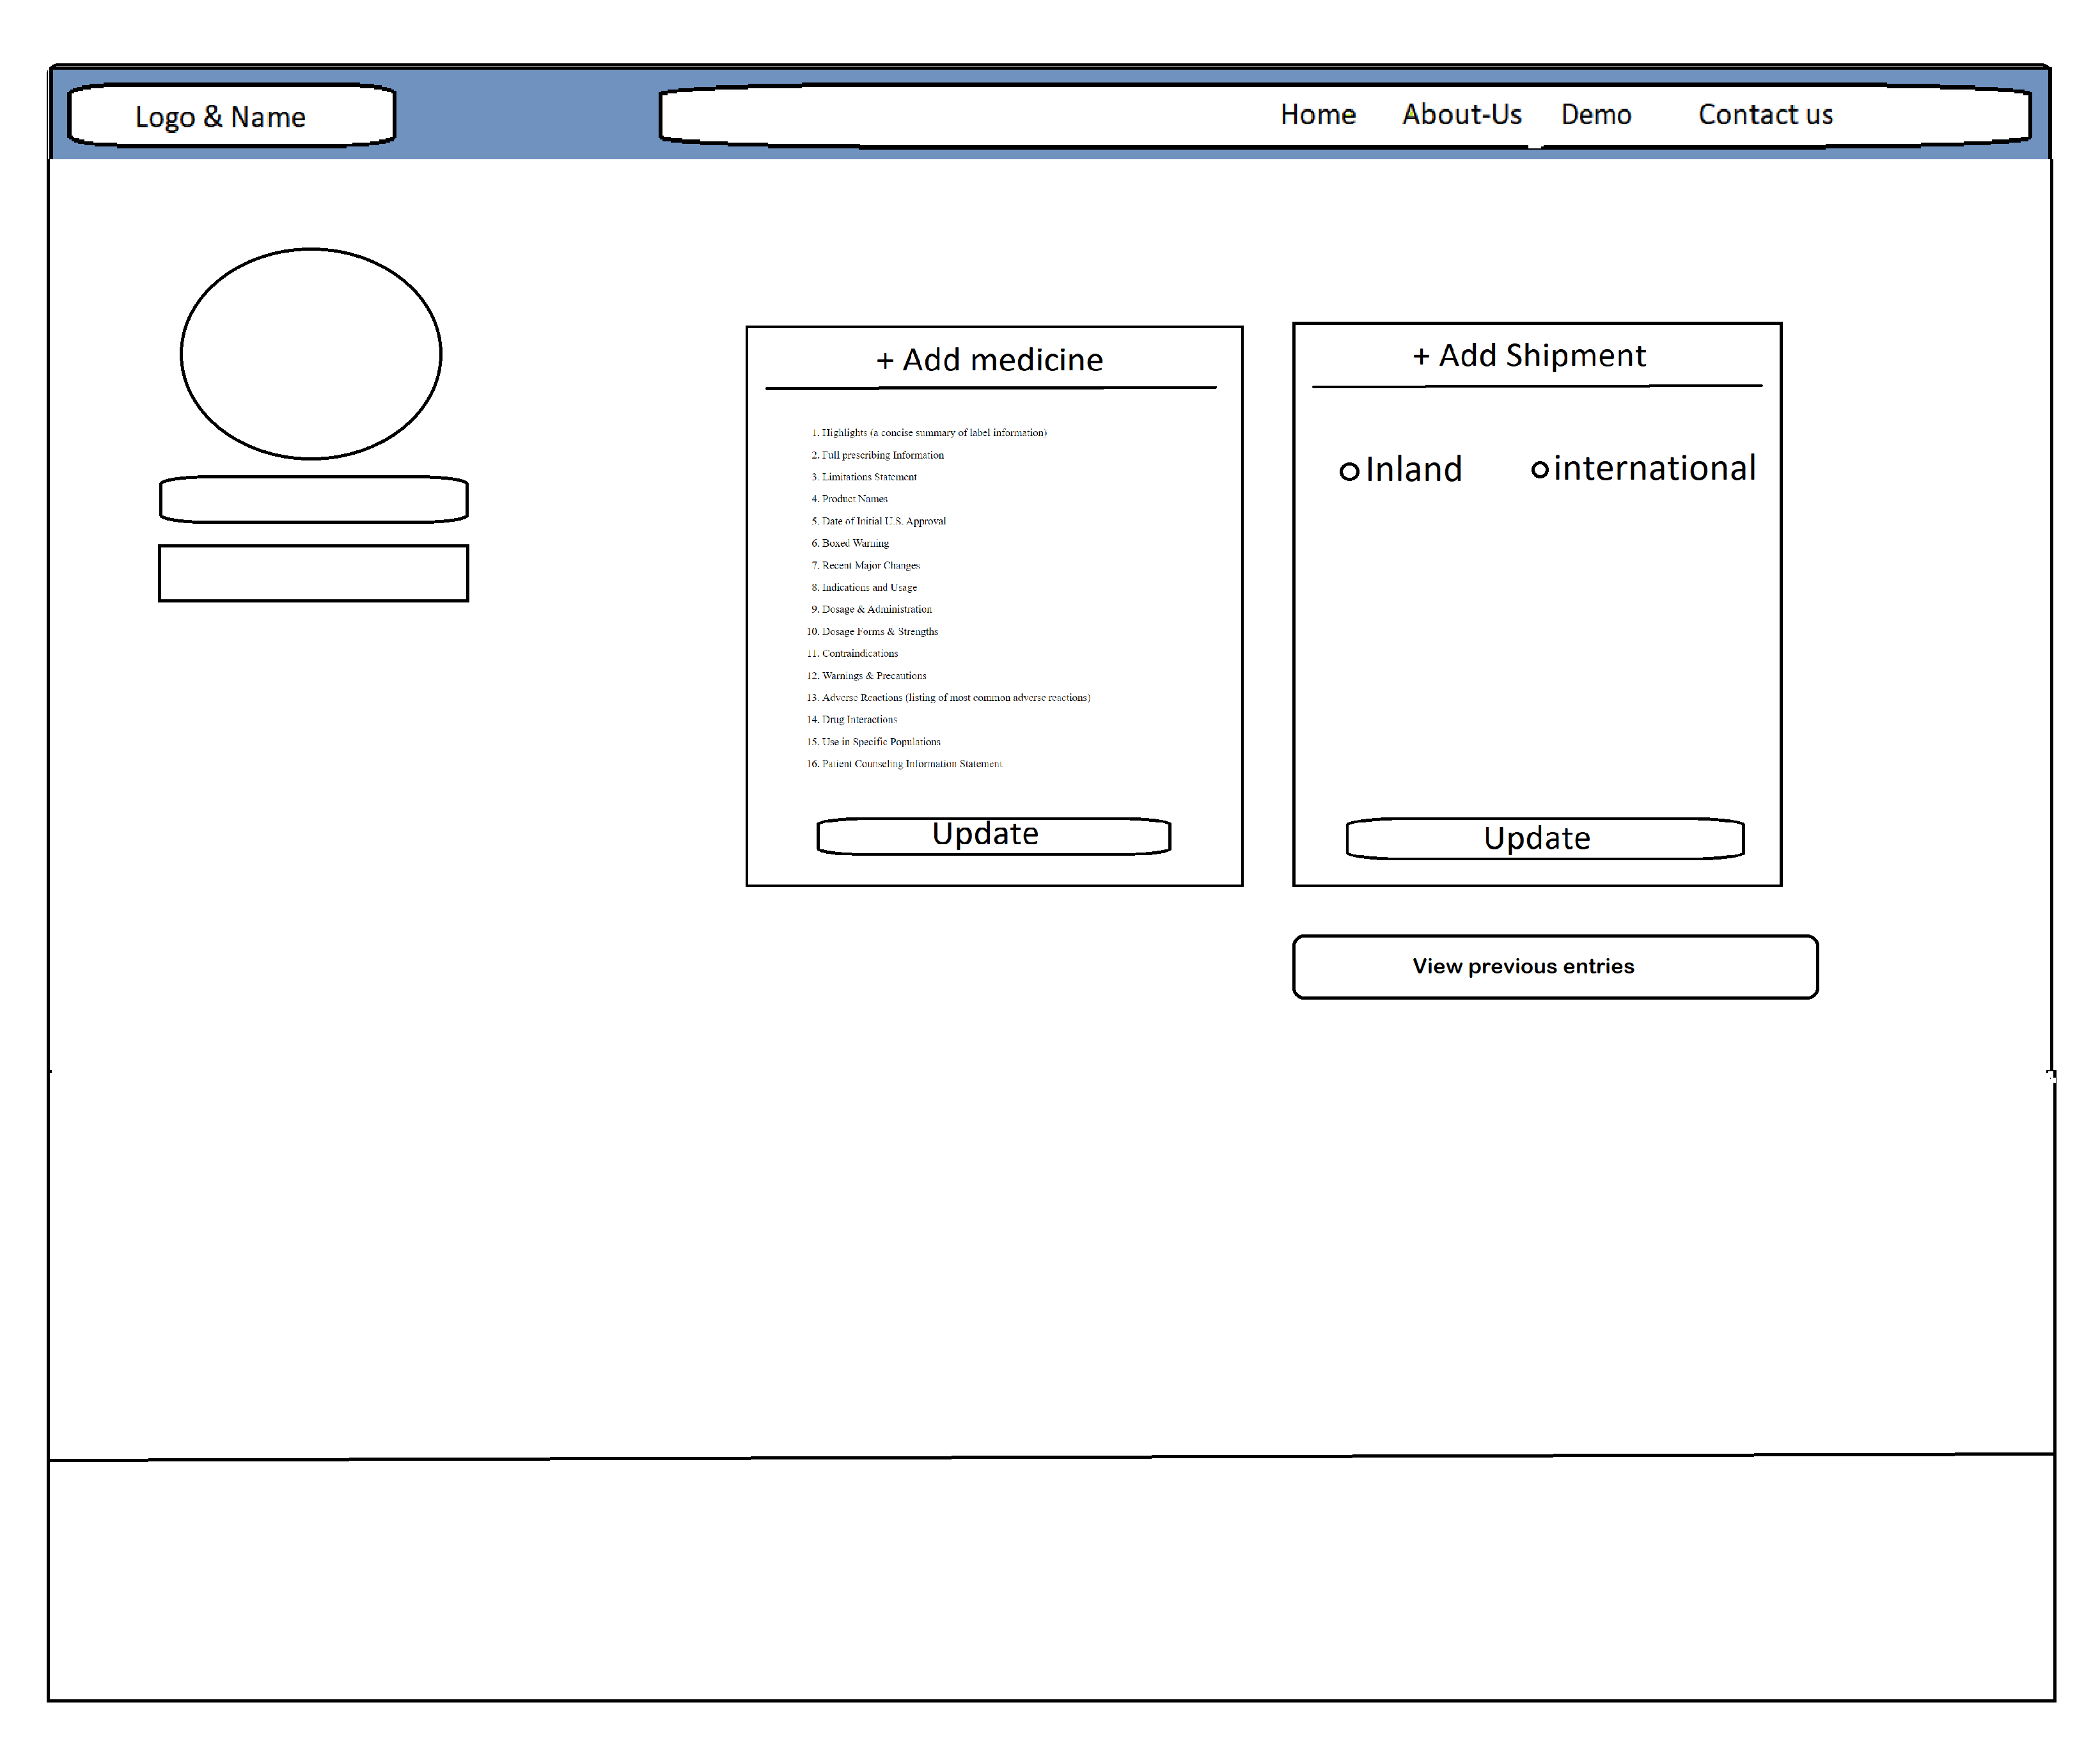 Logo & Name
Home About-Us Demo Contact us
+ Add medicine
1. Highlights (a concise summary of label information)
2. Full prescribing Information
3. Limitations Statement
4. Product Names
5. Date of Initial U.S. Approval
6. Boxed Warning
7. Recent Major Changes
8. Indications and Usage
9. Dosage & Administration
10. Dosage Forms & Strengths
11. Contraindications
12. Warnings & Precautions
13. Adverse Reactions (listing of most common adverse reactions)
14. Drug Interactions
15. Use in Specific Populations
16. Patient Counseling Information Statement
Update
+ Add Shipment
Inland international
Update
View previous entries